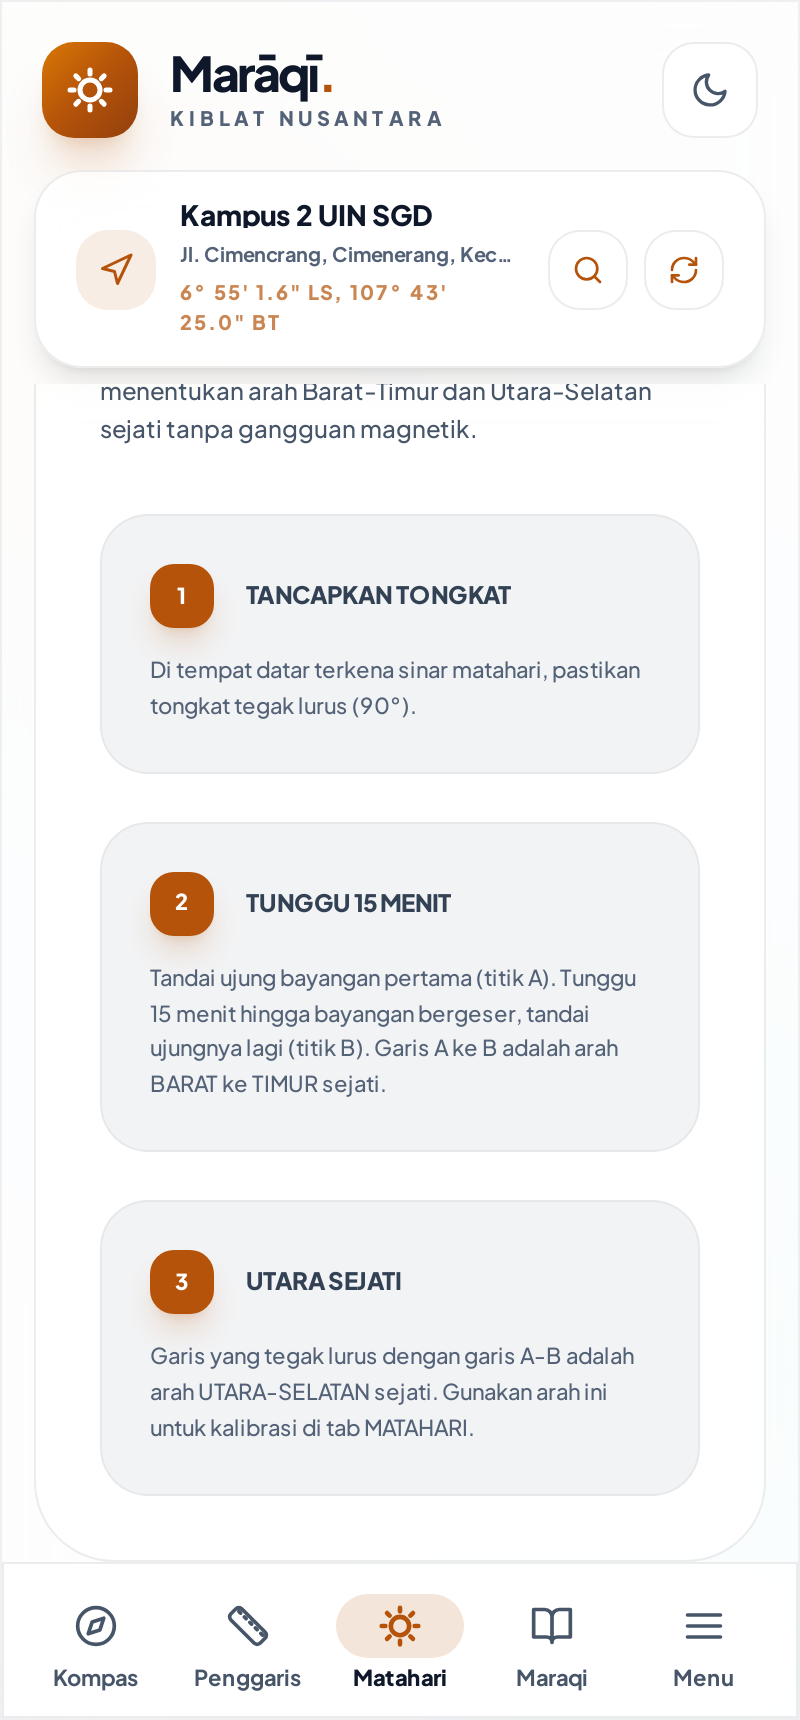 Marāqī.
KIBLAT NUSANTARA
Kampus 2 UIN SGD
Jl. Cimencrang, Cimenerang, Kec...
6° 55' 1.6" LS, 107° 43'
25.0" BT
menentukan arah Barat-Timur dan Utara-Selatan
sejati tanpa gangguan magnetik.
1 TANCAPKAN TONGKAT
Di tempat datar terkena sinar matahari, pastikan
tongkat tegak lurus (90°).
2 TUNGGU 15 MENIT
Tandai ujung bayangan pertama (titik A). Tunggu
15 menit hingga bayangan bergeser, tandai
ujungnya lagi (titik B). Garis A ke B adalah arah
BARAT ke TIMUR sejati.
3 UTARA SEJATI
Garis yang tegak lurus dengan garis A-B adalah
arah UTARA-SELATAN sejati. Gunakan arah ini
untuk kalibrasi di tab MATAHARI.
Kompas Penggaris Matahari Maraqi Menu